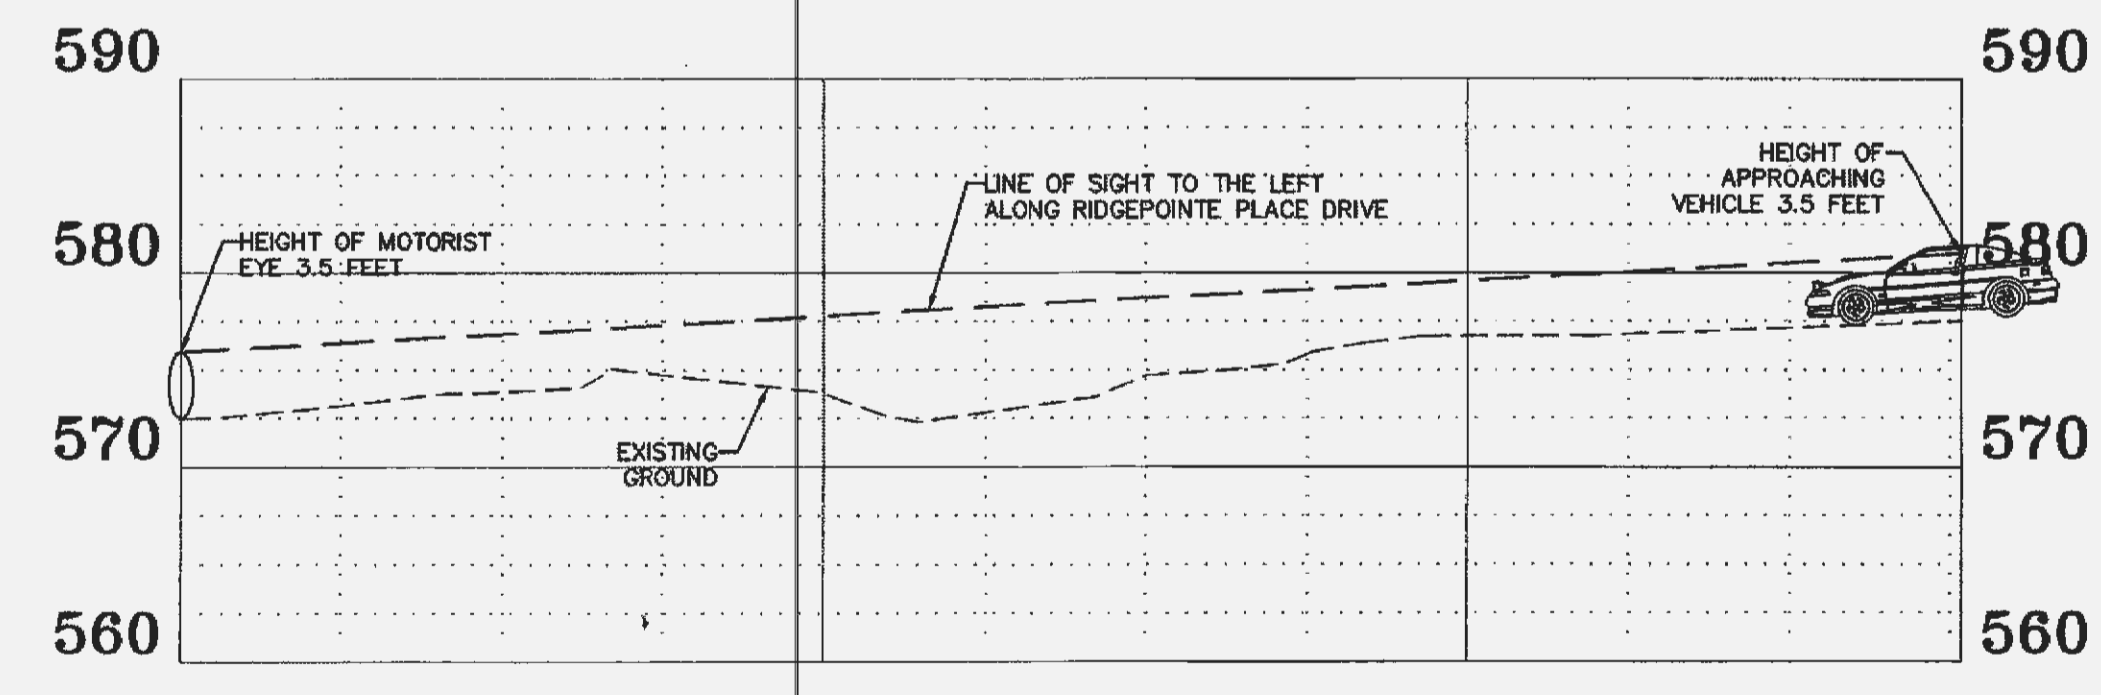 590
590
HEIGHT OF
APPROACHING
VEHICLE 3.5 FEET
LINE OF SIGHT TO THE LEFT
ALONG RIDGEPOINTE PLACE DRIVE
HEIGHT OF MOTORIST
EYE 3.5 FEET
580
580
EXISTING
GROUND
570
570
560
560